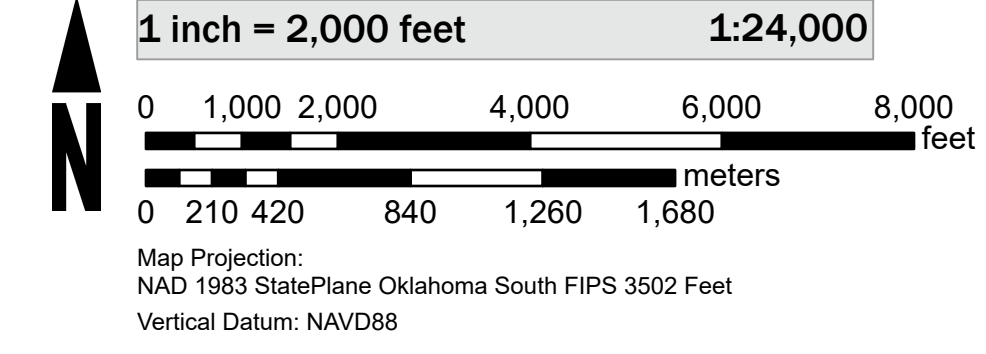 1 inch = 2,000 feet 1:24,000
0 1,000 2,000 4,000 6,000 8,000
feet
N
meters
0 210 420 840 1,260 1,680
Map Projection:
NAD 1983 StatePlane Oklahoma South FIPS 3502 Feet
Vertical Datum: NAVD88